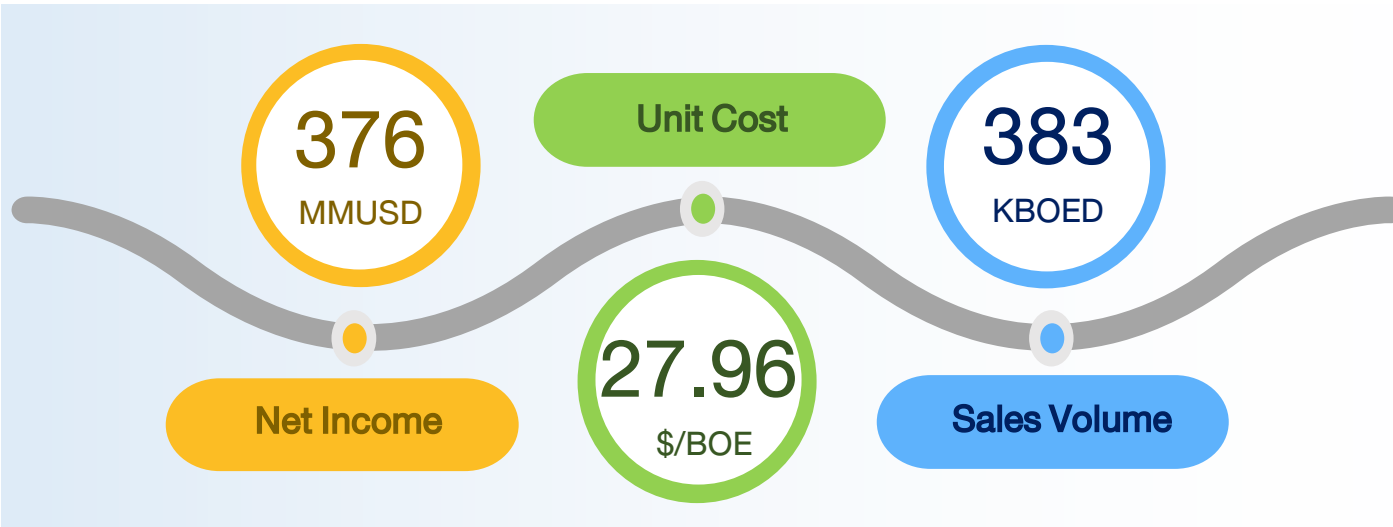 376
MMUSD
Net Income
Unit Cost
27.96
$/BOE
383
KBOED
Sales Volume